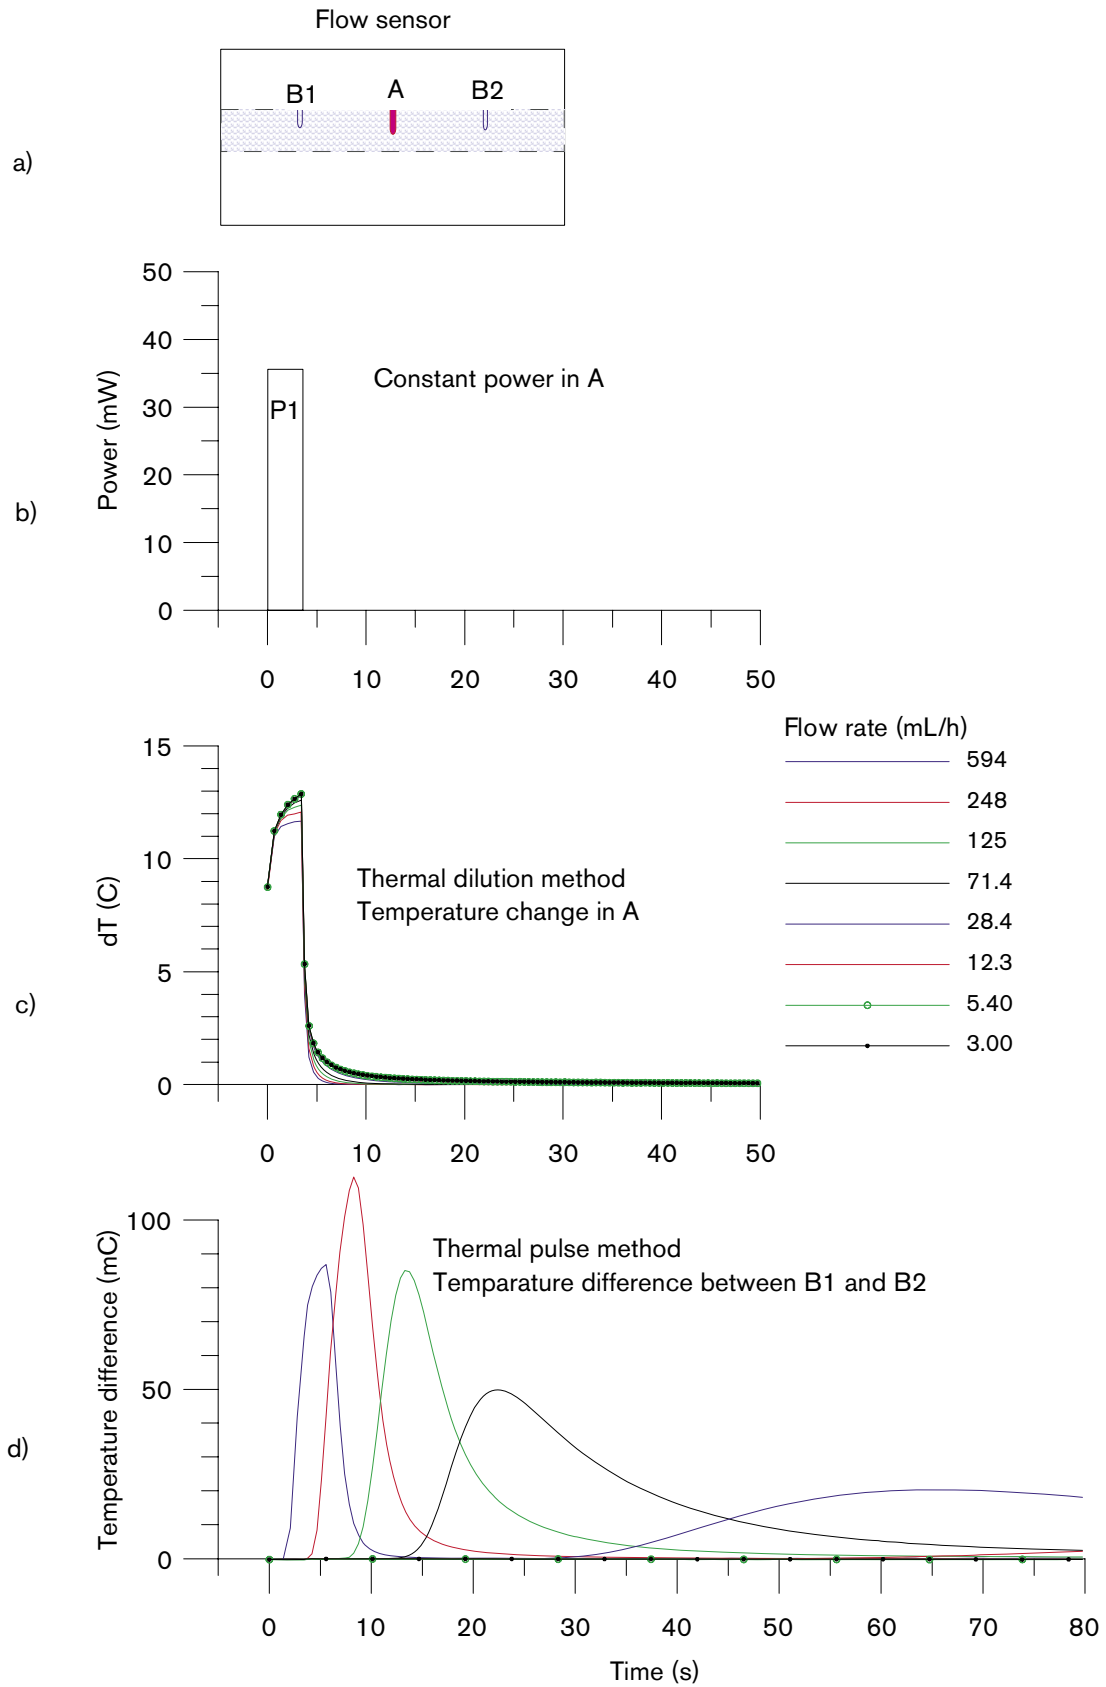 Flow sensor
B1
A
B2
a)
50
40
30
20
10
0
Power (mW)
P1
Constant power in A
b)
0
10
20
30
40
50
Flow rate (mL/h)
594
248
125
71.4
28.4
12.3
5.40
3.00
15
10
5
0
dT (C)
Thermal dilution method
Temperature change in A
c)
0
10
20
30
40
50
100
50
0
Temperature difference (mC)
Thermal pulse method
Temparature difference between B1 and B2
d)
0
10
20
30
40
50
60
70
80
Time (s)